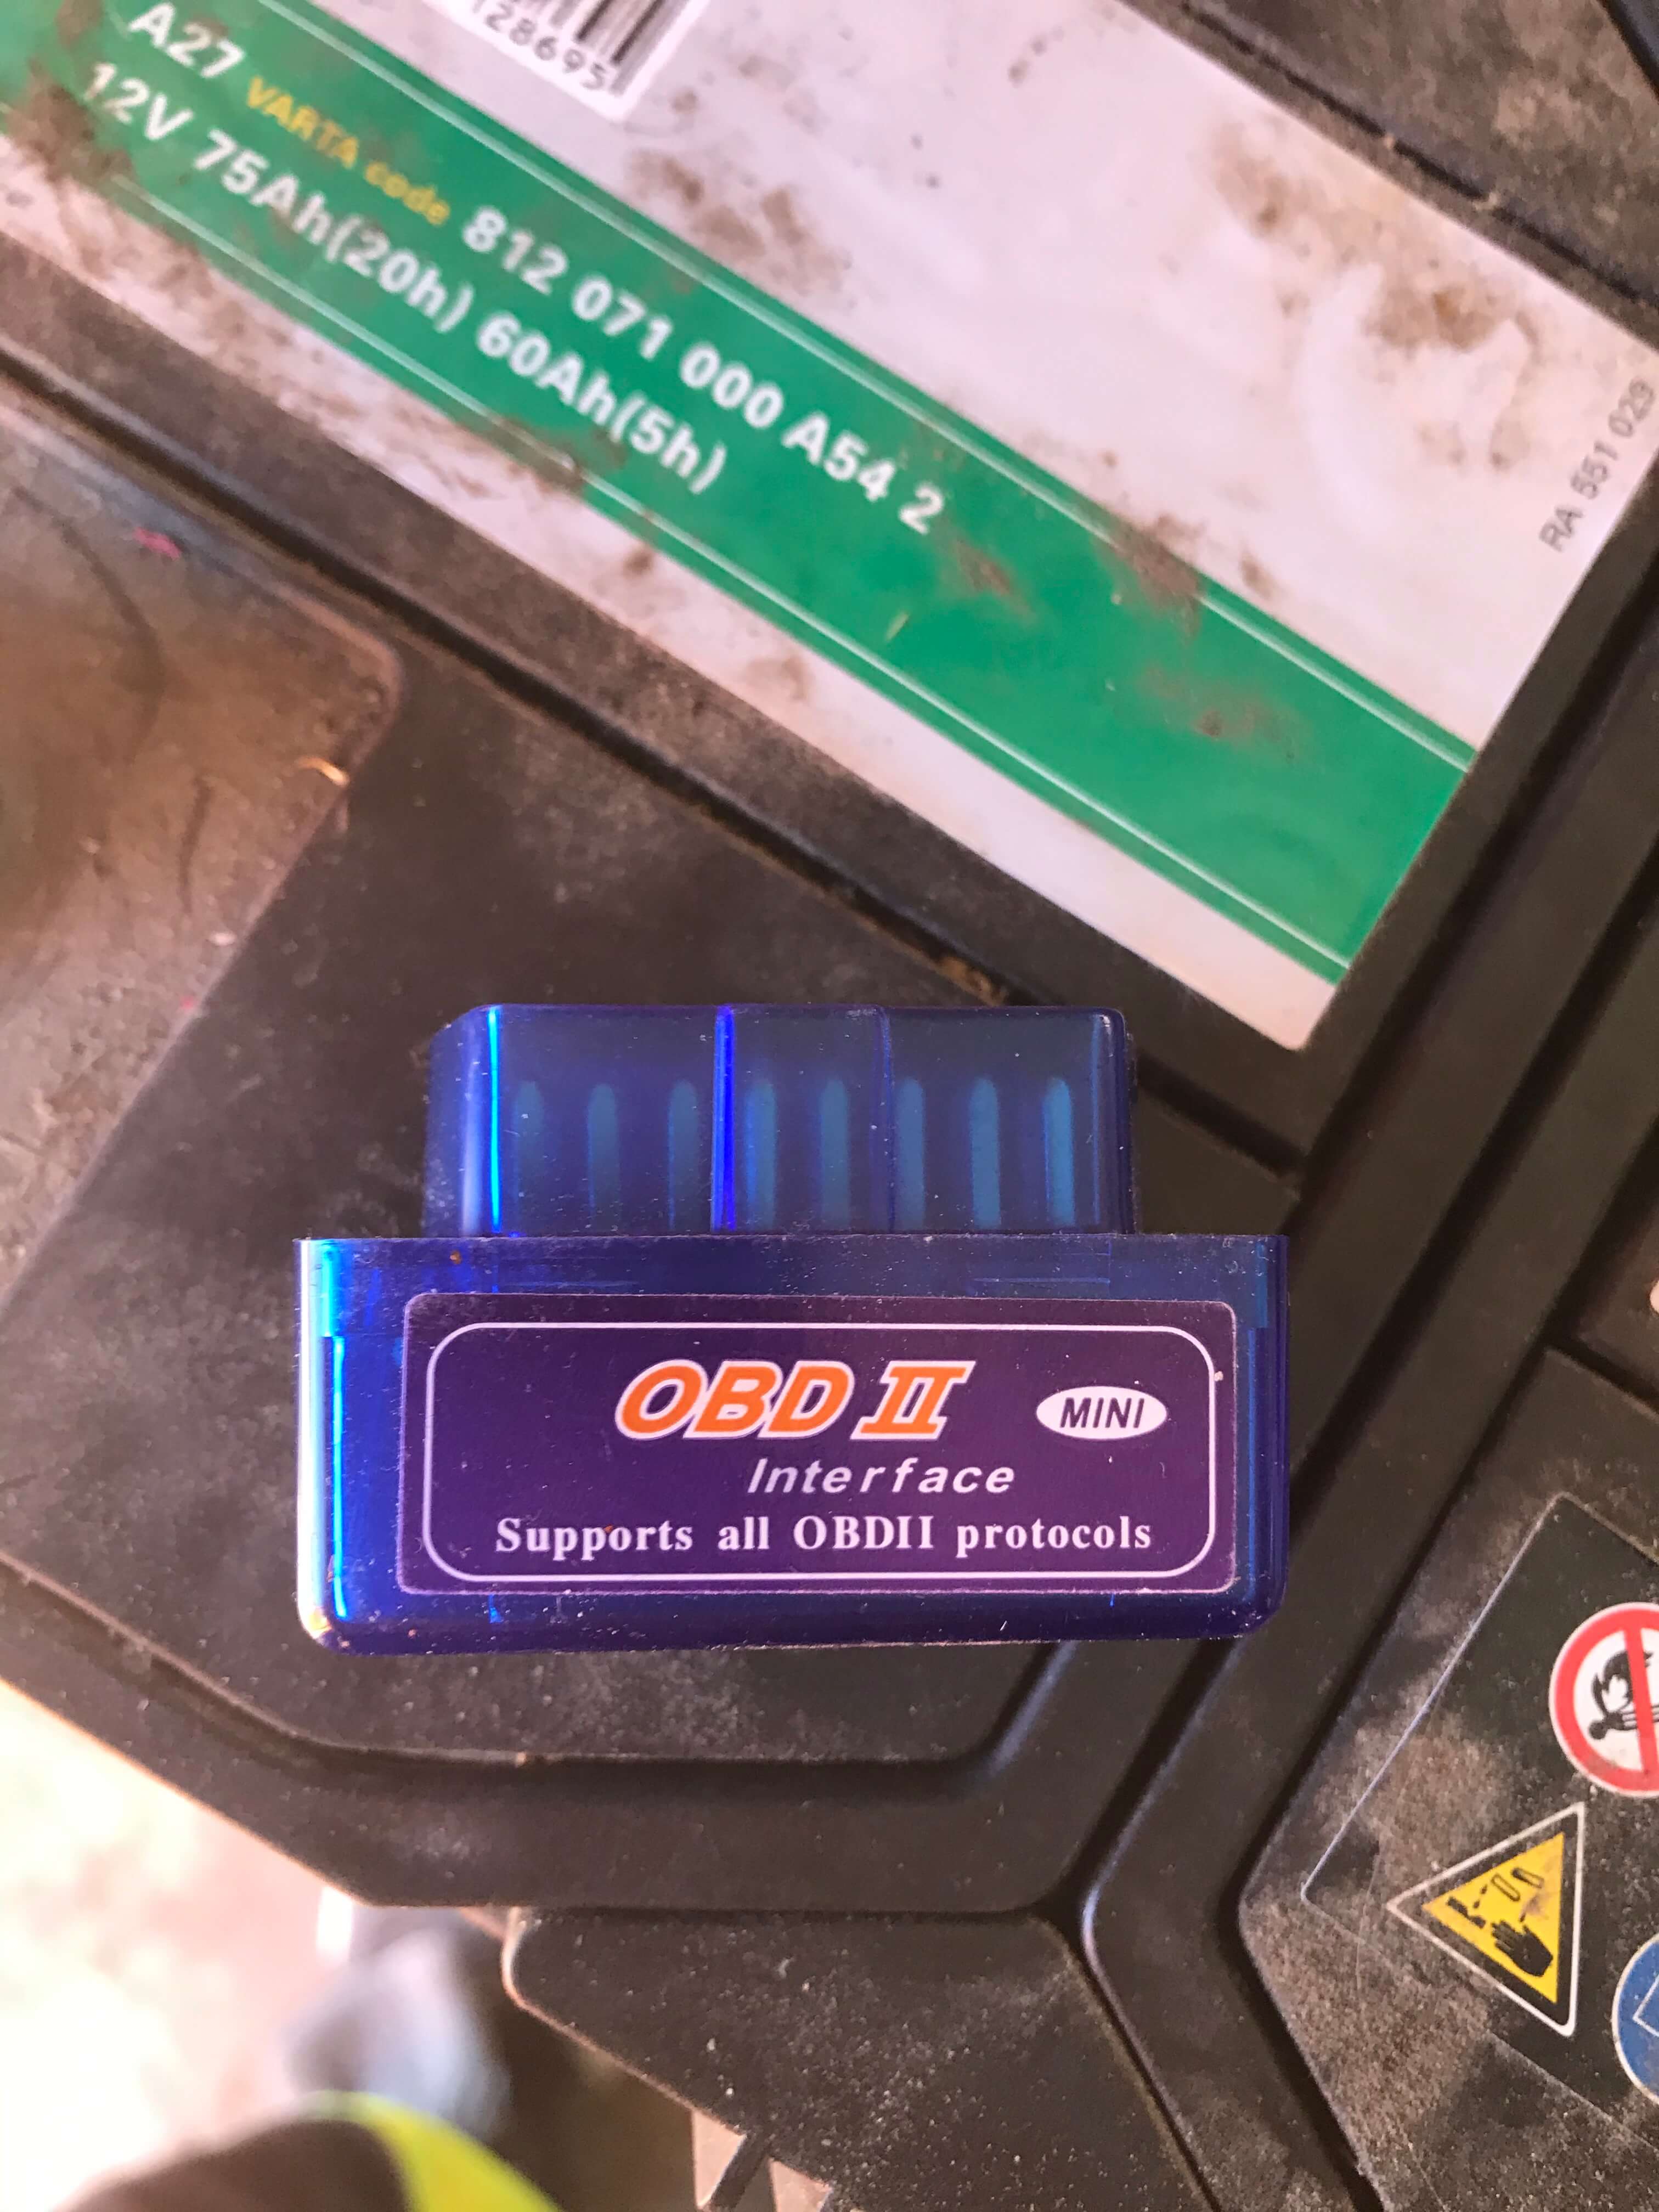 128695
A27 VARTA code 812 071 000 A54 2
12V 75Ah(20h) 60Ah(5h)
RA 551 029
OBD II
MINI
Interface
Supports all OBDII protocols